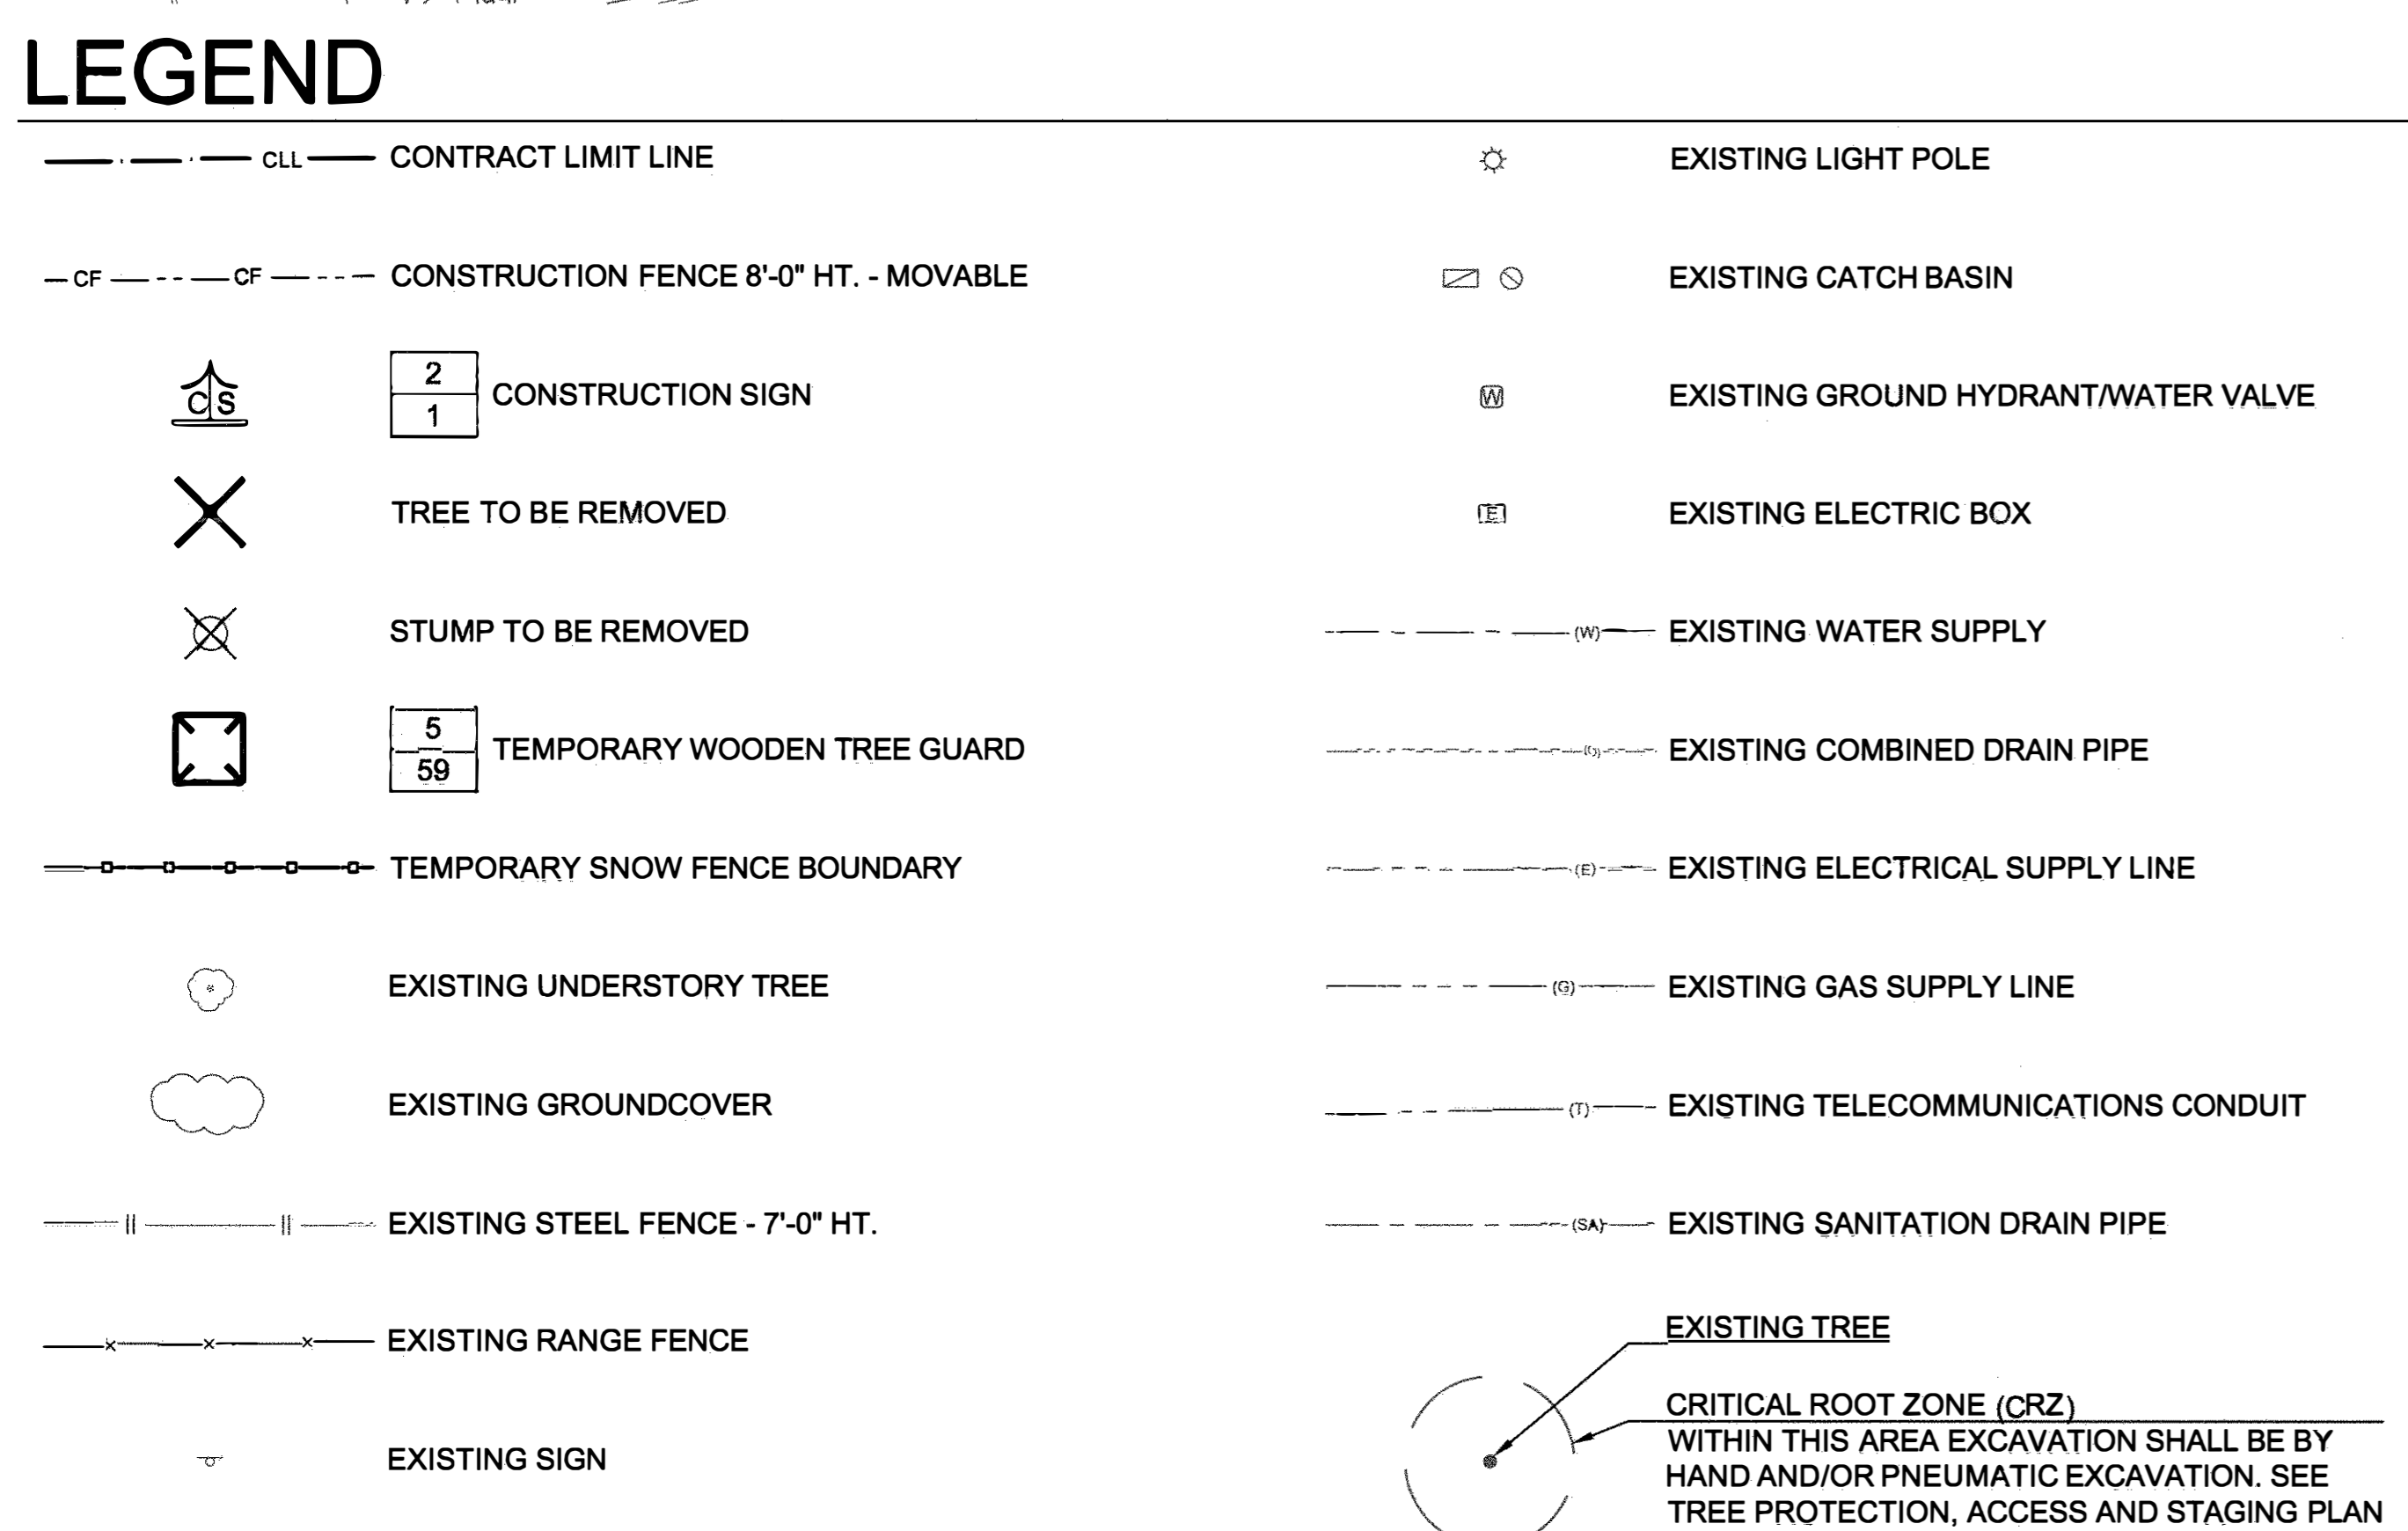 LEGEND
CLL CONTRACT LIMIT LINE
CF CF CONSTRUCTION FENCE 8'-0" HT. - MOVABLE
CS
2
1
CONSTRUCTION SIGN
TREE TO BE REMOVED
STUMP TO BE REMOVED
5
59
TEMPORARY WOODEN TREE GUARD
TEMPORARY SNOW FENCE BOUNDARY
EXISTING UNDERSTORY TREE
EXISTING GROUNDCOVER
EXISTING STEEL FENCE - 7'-0" HT.
EXISTING RANGE FENCE
EXISTING SIGN
EXISTING LIGHT POLE
EXISTING CATCH BASIN
W EXISTING GROUND HYDRANT/WATER VALVE
E EXISTING ELECTRIC BOX
(W) EXISTING WATER SUPPLY
EXISTING COMBINED DRAIN PIPE
(E) EXISTING ELECTRICAL SUPPLY LINE
(G) EXISTING GAS SUPPLY LINE
(T) EXISTING TELECOMMUNICATIONS CONDUIT
(SA) EXISTING SANITATION DRAIN PIPE
EXISTING TREE
CRITICAL ROOT ZONE (CRZ)
WITHIN THIS AREA EXCAVATION SHALL BE BY
HAND AND/OR PNEUMATIC EXCAVATION. SEE
TREE PROTECTION, ACCESS AND STAGING PLAN